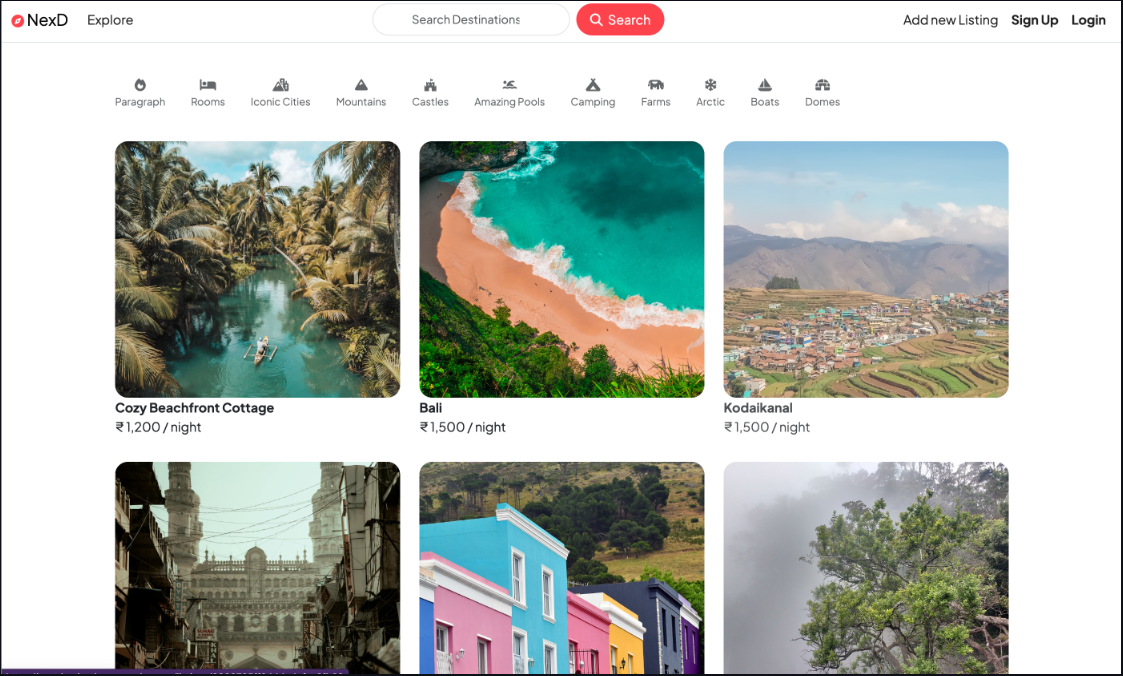 NexD Explore Search Destinations Search Add new Listing Sign Up Login
Paragraph Rooms Iconic Cities Mountains Castles Amazing Pools Camping Farms Arctic Boats Domes
Cozy Beachfront Cottage
₹ 1,200 / night
Bali
₹ 1,500 / night
Kodaikanal
₹ 1,500 / night